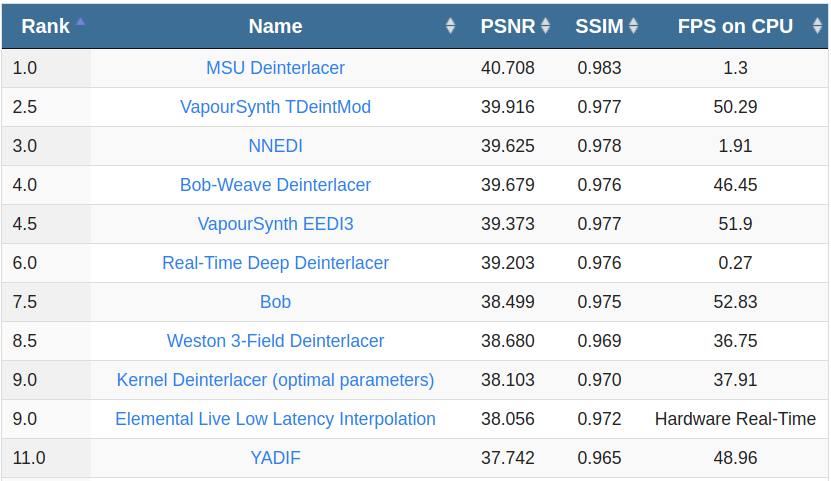 Rank Name PSNR SSIM FPS on CPU
1.0 MSU Deinterlacer 40.708 0.983 1.3
2.5 VapourSynth TDeintMod 39.916 0.977 50.29
3.0 NNEDI 39.625 0.978 1.91
4.0 Bob-Weave Deinterlacer 39.679 0.976 46.45
4.5 VapourSynth EEDI3 39.373 0.977 51.9
6.0 Real-Time Deep Deinterlacer 39.203 0.976 0.27
7.5 Bob 38.499 0.975 52.83
8.5 Weston 3-Field Deinterlacer 38.680 0.969 36.75
9.0 Kernel Deinterlacer (optimal parameters) 38.103 0.970 37.91
9.0 Elemental Live Low Latency Interpolation 38.056 0.972 Hardware Real-Time
11.0 YADIF 37.742 0.965 48.96